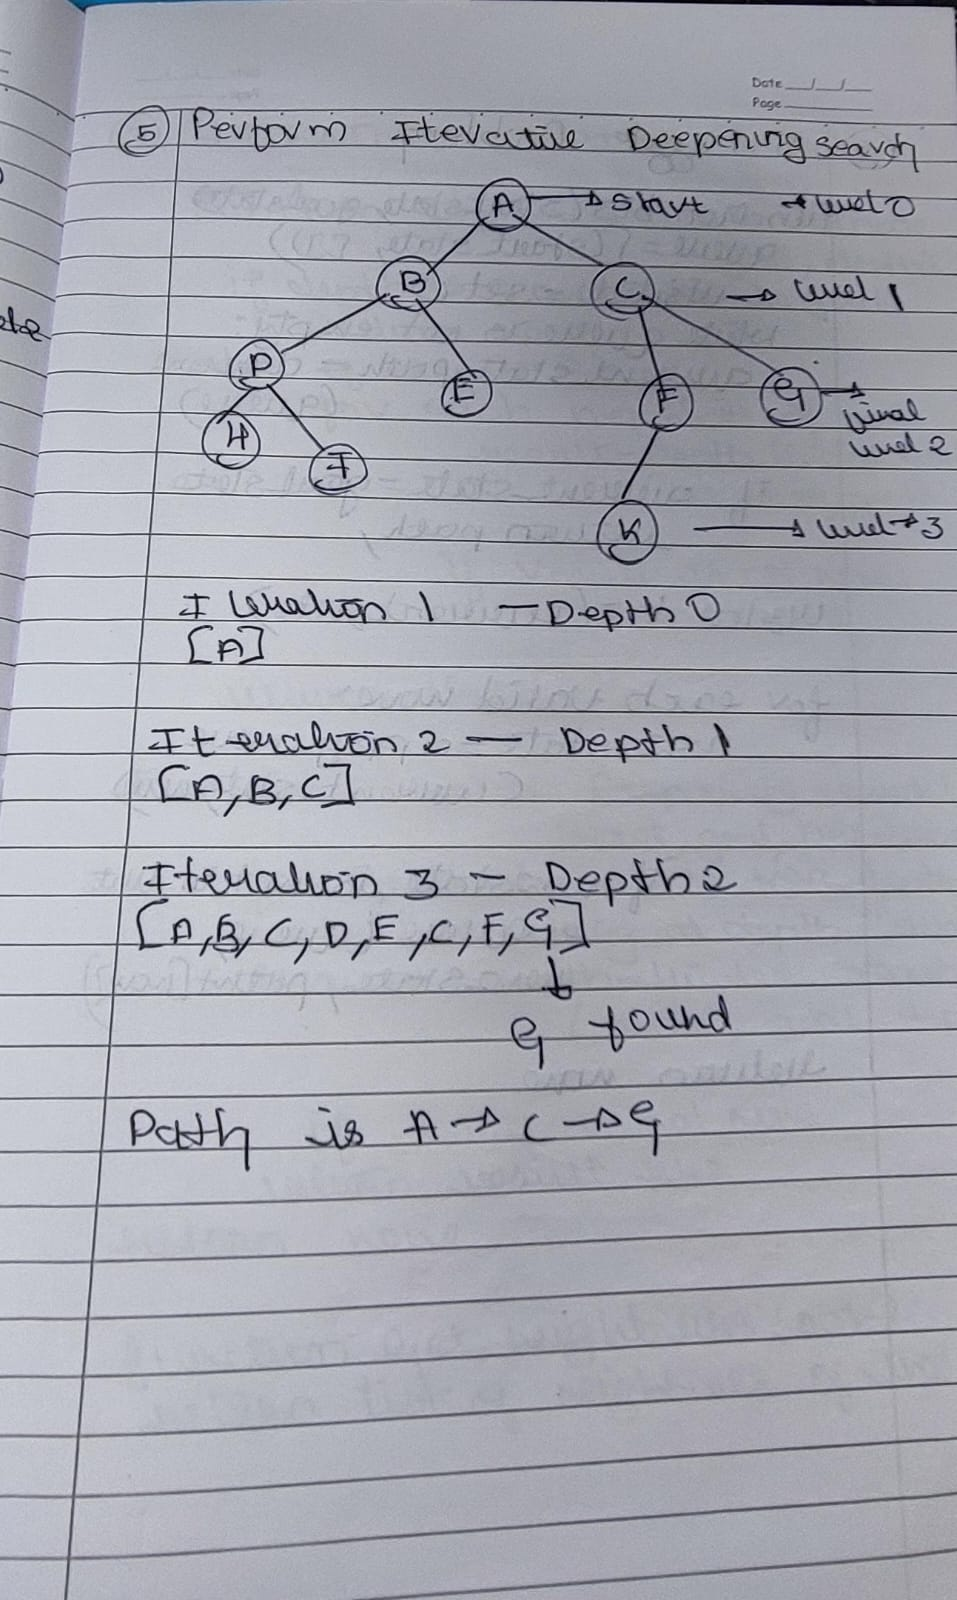 Date
Page
5 Perform Iterative Deepening search
A → Start → Level 0
B C → Level 1
D E F G → final
Level 2
H I
K → Level 3
Iteration 1 — Depth 0
[A]
Iteration 2 — Depth 1
[A, B, C]
Iteration 3 — Depth 2
[A, B, C, D, E, C, F, G]
↓
G found
Path is A → C → G